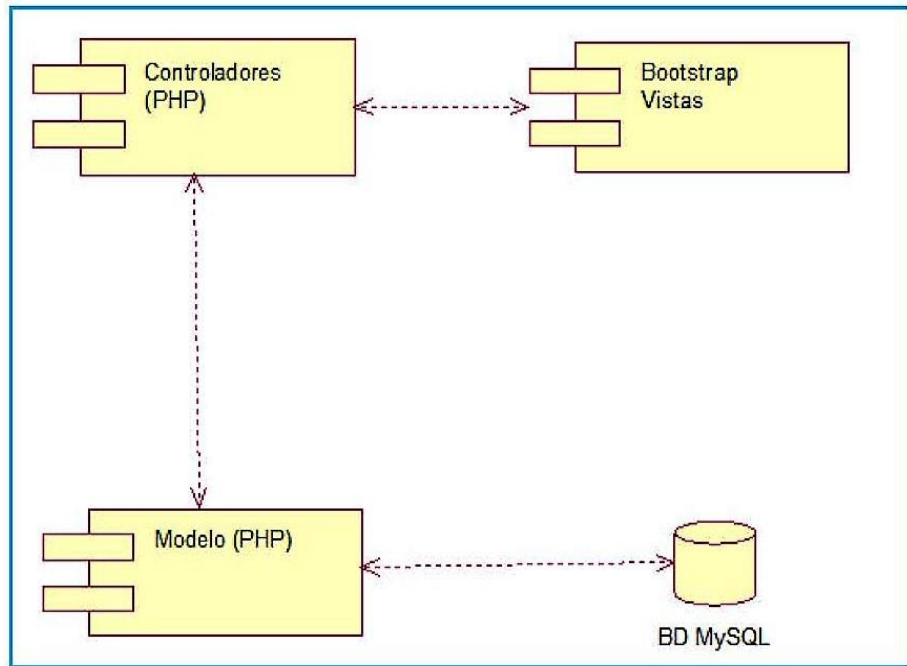 Controladores
(PHP)
Bootstrap
Vistas
Modelo (PHP)
BD MySQL